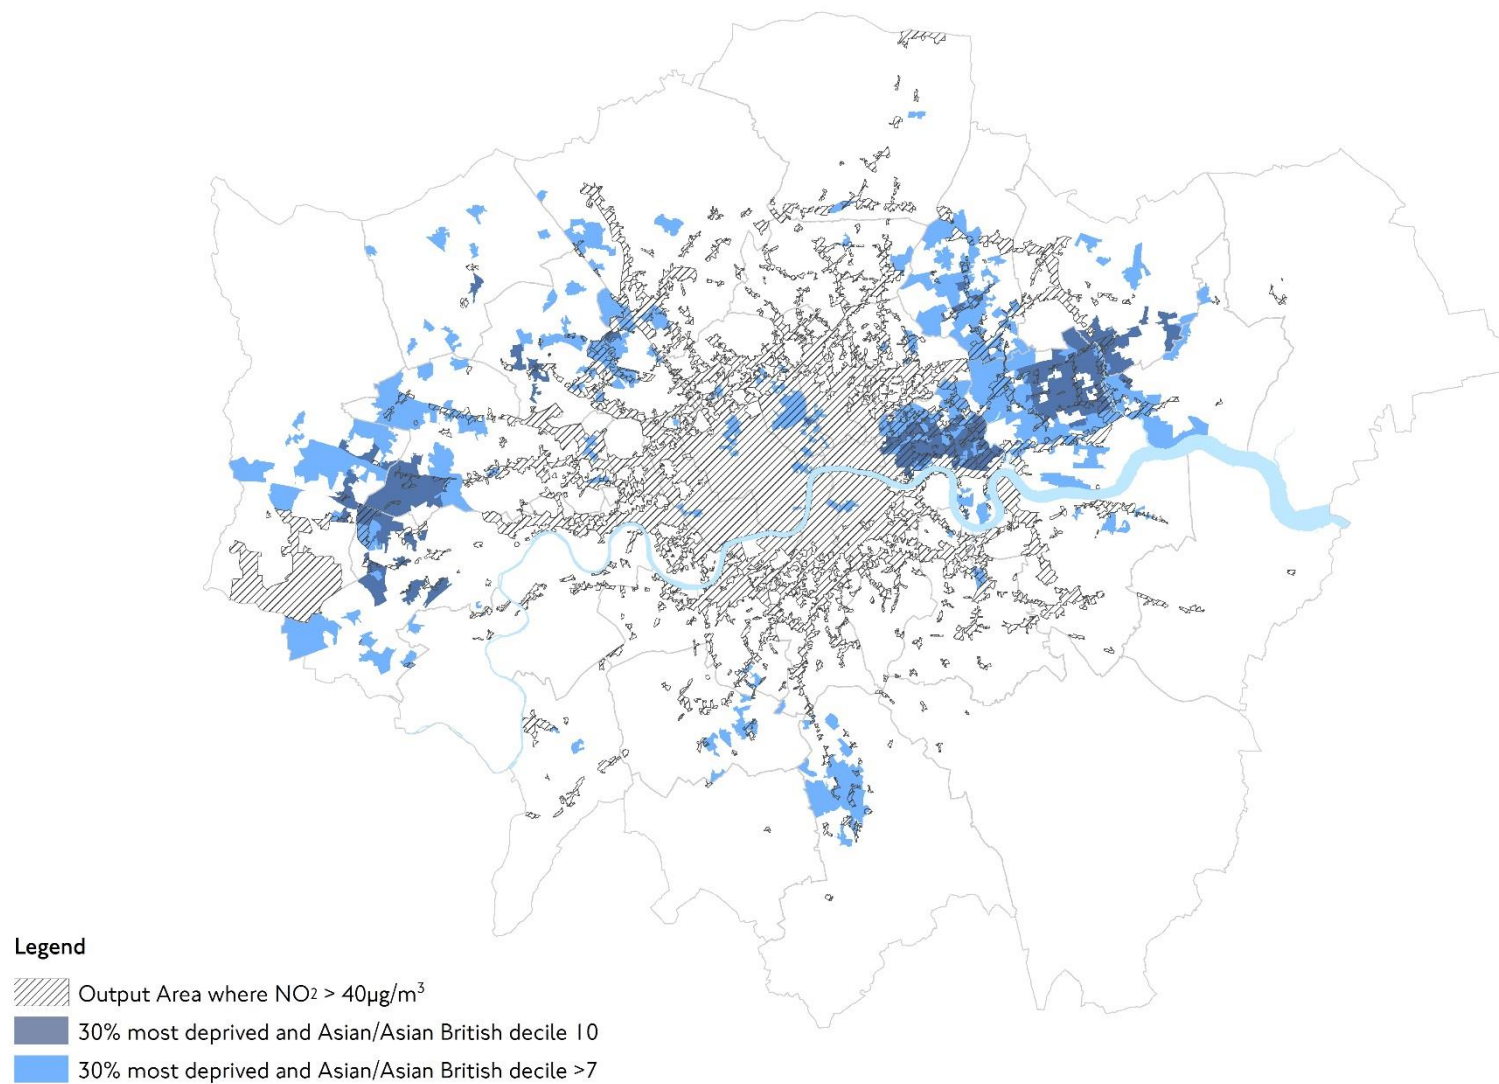 Legend
Output Area where NO2 > 40µg/m³
30% most deprived and Asian/Asian British decile 10
30% most deprived and Asian/Asian British decile >7